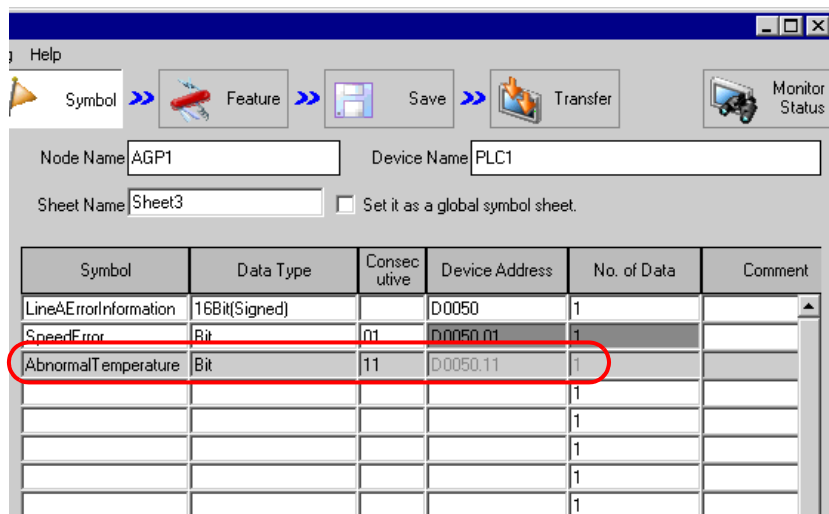 Help
Symbol Feature Save Transfer Monitor Status
Node Name AGP1 Device Name PLC1
Sheet Name Sheet3 Set it as a global symbol sheet.
Symbol Data Type Consecutive Device Address No. of Data Comment
LineAErrorInformation 16Bit(Signed) D0050 1
SpeedError Bit 01 D0050.01 1
AbnormalTemperature Bit 11 D0050.11 1
1
1
1
1
1